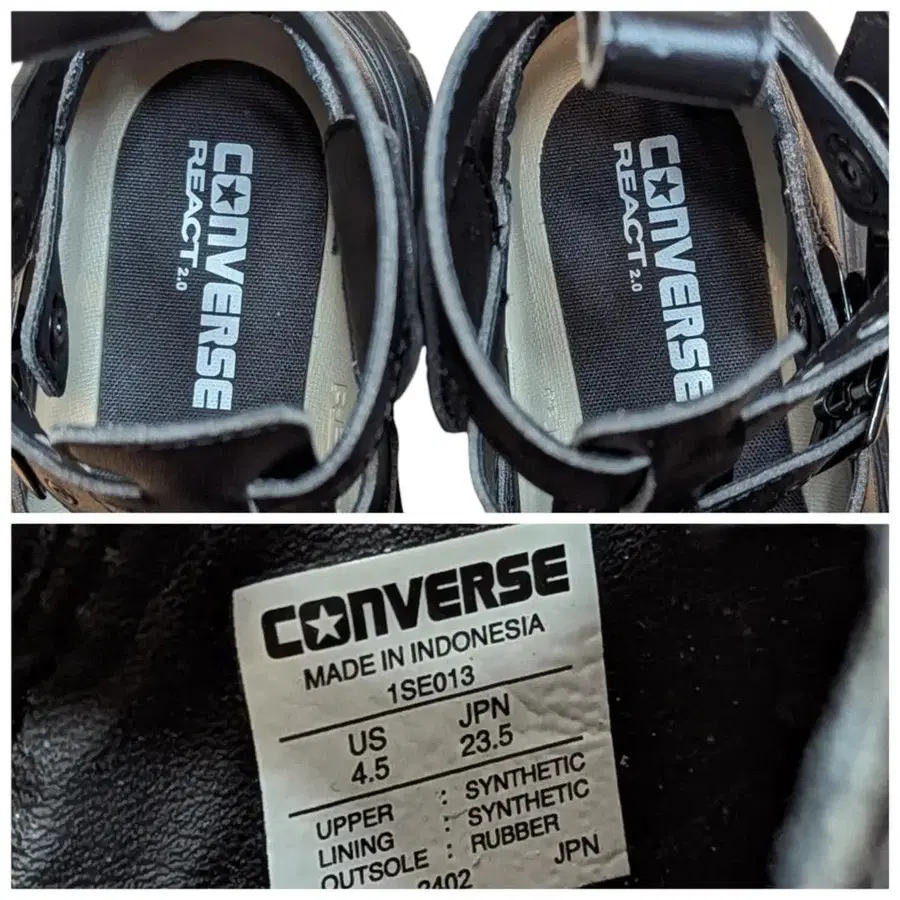 CONVERSE
REACT 2.0
CONVERSE
REACT 2.0
CONVERSE
MADE IN INDONESIA
1SE013
US JPN
4.5 23.5
UPPER : SYNTHETIC
LINING : SYNTHETIC
OUTSOLE : RUBBER
2402 JPN